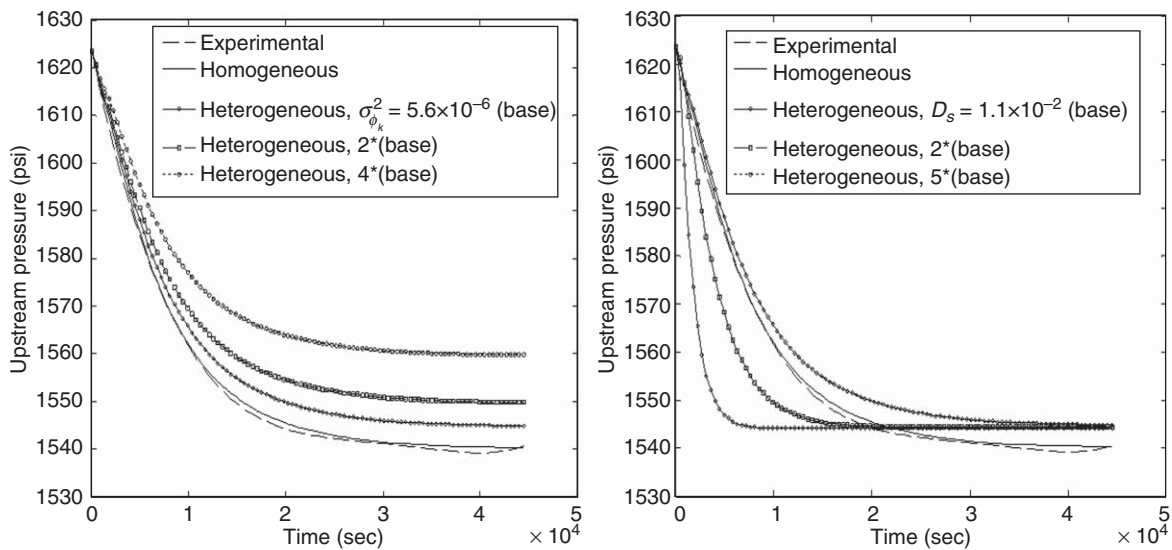 1630
1620
1610
1600
1590
1580
1570
1560
1550
1540
1530
Upstream pressure (psi)
Experimental
Homogeneous
Heterogeneous, σ²_ϕₖ = 5.6×10⁻⁶ (base)
Heterogeneous, 2*(base)
Heterogeneous, 4*(base)
0 1 2 3 4 5
× 10⁴
Time (sec)
1630
1620
1610
1600
1590
1580
1570
1560
1550
1540
1530
Upstream pressure (psi)
Experimental
Homogeneous
Heterogeneous, Dₛ = 1.1×10⁻² (base)
Heterogeneous, 2*(base)
Heterogeneous, 5*(base)
0 1 2 3 4 5
× 10⁴
Time (sec)